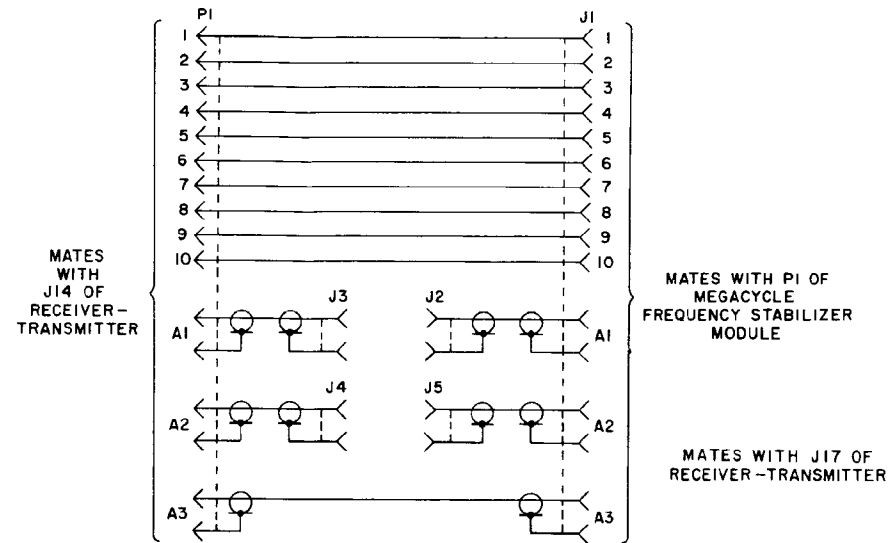 P1 J1
1 1
2 2
3 3
4 4
5 5
6 6
7 7
8 8
9 9
10 10
MATES
WITH
J14 OF
RECEIVER-
TRANSMITTER
MATES WITH P1 OF
MEGACYCLE
FREQUENCY STABILIZER
MODULE
J3 J2
A1 A1
J4 J5
A2 A2
MATES WITH J17 OF
RECEIVER-TRANSMITTER
A3 A3